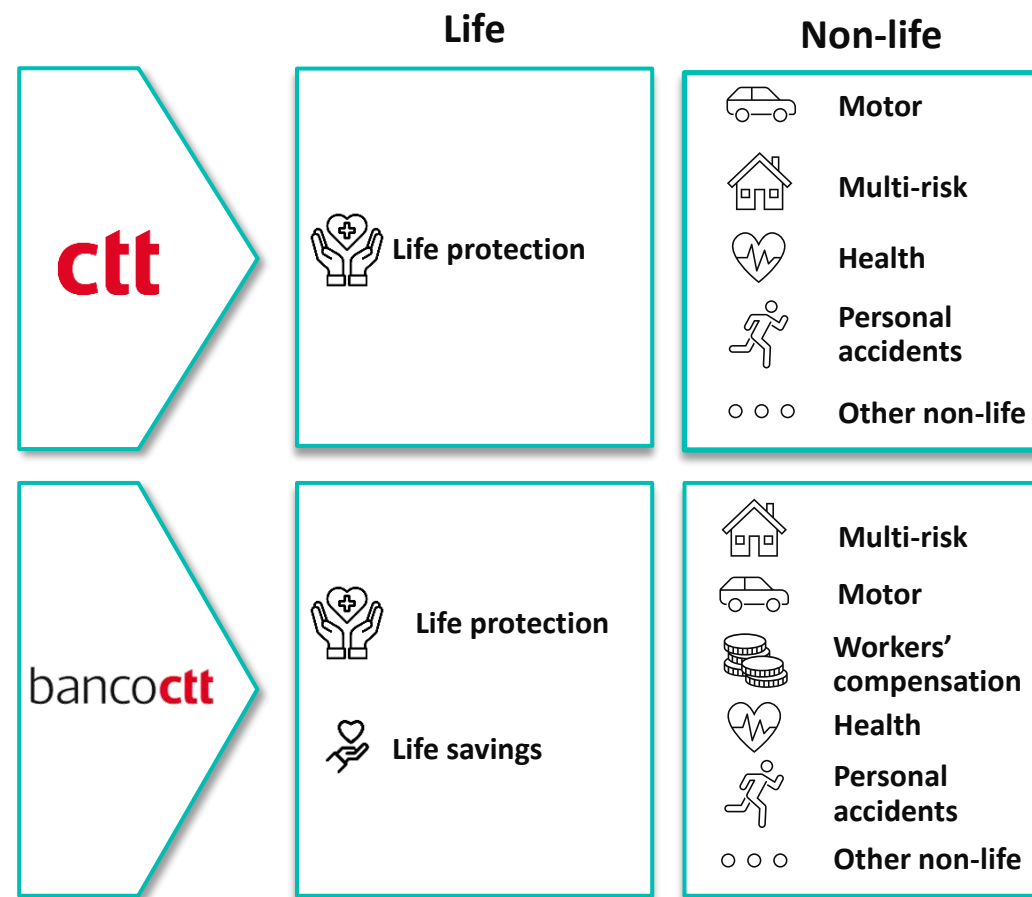 Life
Non-life
ctt
Life protection
Motor
Multi-risk
Health
Personal
accidents
Other non-life
bancoctt
Life protection
Life savings
Multi-risk
Motor
Workers’
compensation
Health
Personal
accidents
Other non-life